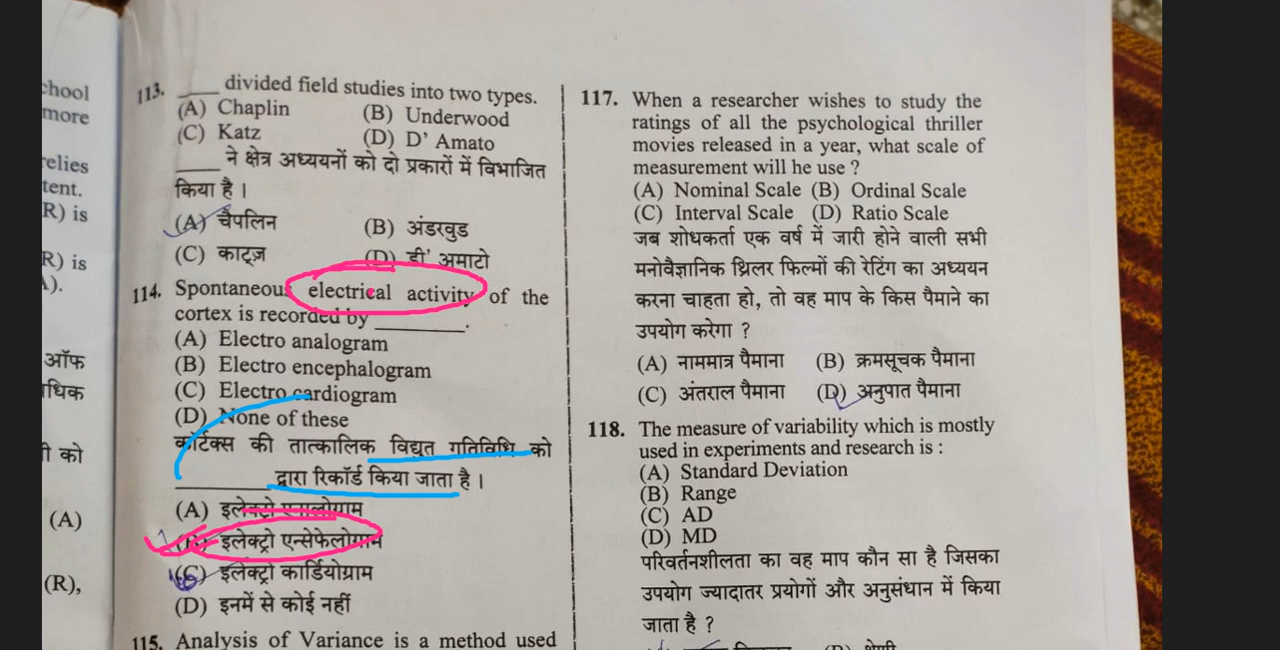 chool
more
relies
tent.
R) is
R) is
A).
ऑफ
धिक
ी को
(A)
(R),
113. ____ divided field studies into two types.
(A) Chaplin (B) Underwood
(C) Katz (D) D' Amato
____ ने क्षेत्र अध्ययनों को दो प्रकारों में विभाजित
किया है ।
(A) चैपलिन (B) अंडरवुड
(C) काट्ज़ (D) डी' अमाटो
114. Spontaneous electrical activity of the
cortex is recorded by ________.
(A) Electro analogram
(B) Electro encephalogram
(C) Electro cardiogram
(D) None of these
कॉर्टेक्स की तात्कालिक विद्युत गतिविधि को
________ द्वारा रिकॉर्ड किया जाता है ।
(A) इलेक्ट्रो एनालोग्राम
(B) इलेक्ट्रो एन्सेफेलोग्राम
(C) इलेक्ट्रो कार्डियोग्राम
(D) इनमें से कोई नहीं
115. Analysis of Variance is a method used
117. When a researcher wishes to study the
ratings of all the psychological thriller
movies released in a year, what scale of
measurement will he use ?
(A) Nominal Scale (B) Ordinal Scale
(C) Interval Scale (D) Ratio Scale
जब शोधकर्ता एक वर्ष में जारी होने वाली सभी
मनोवैज्ञानिक थ्रिलर फिल्मों की रेटिंग का अध्ययन
करना चाहता हो, तो वह माप के किस पैमाने का
उपयोग करेगा ?
(A) नाममात्र पैमाना (B) क्रमसूचक पैमाना
(C) अंतराल पैमाना (D) अनुपात पैमाना
118. The measure of variability which is mostly
used in experiments and research is :
(A) Standard Deviation
(B) Range
(C) AD
(D) MD
परिवर्तनशीलता का वह माप कौन सा है जिसका
उपयोग ज्यादातर प्रयोगों और अनुसंधान में किया
जाता है ?